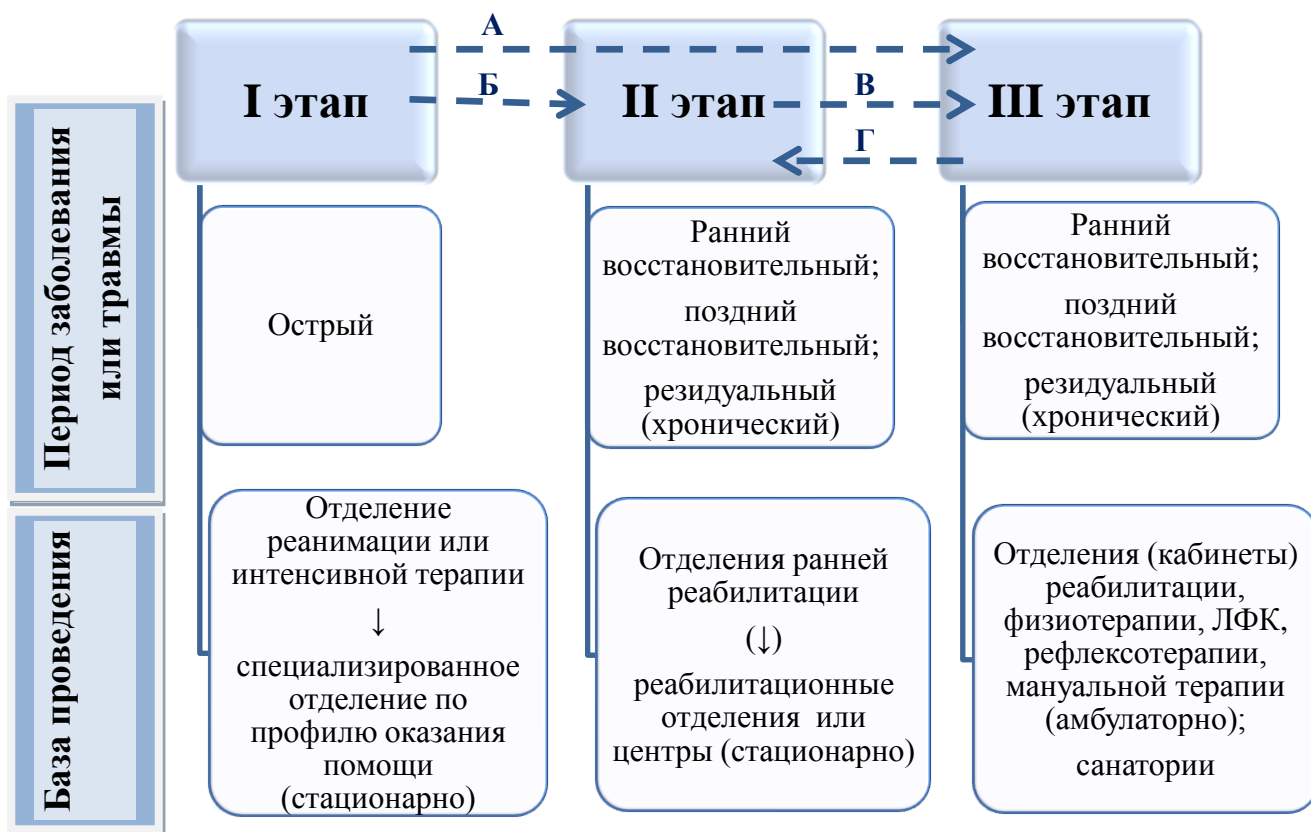 А
Б
В
Г
I этап
II этап
III этап
Период заболевания
или травмы
Острый
Ранний
восстановительный;
поздний
восстановительный;
резидуальный
(хронический)
Ранний
восстановительный;
поздний
восстановительный;
резидуальный
(хронический)
База проведения
Отделение
реанимации или
интенсивной терапии
↓
специализированное
отделение по
профилю оказания
помощи
(стационарно)
Отделения ранней
реабилитации
(↓)
реабилитационные
отделения или
центры (стационарно)
Отделения (кабинеты)
реабилитации,
физиотерапии, ЛФК,
рефлексотерапии,
мануальной терапии
(амбулаторно);
санатории